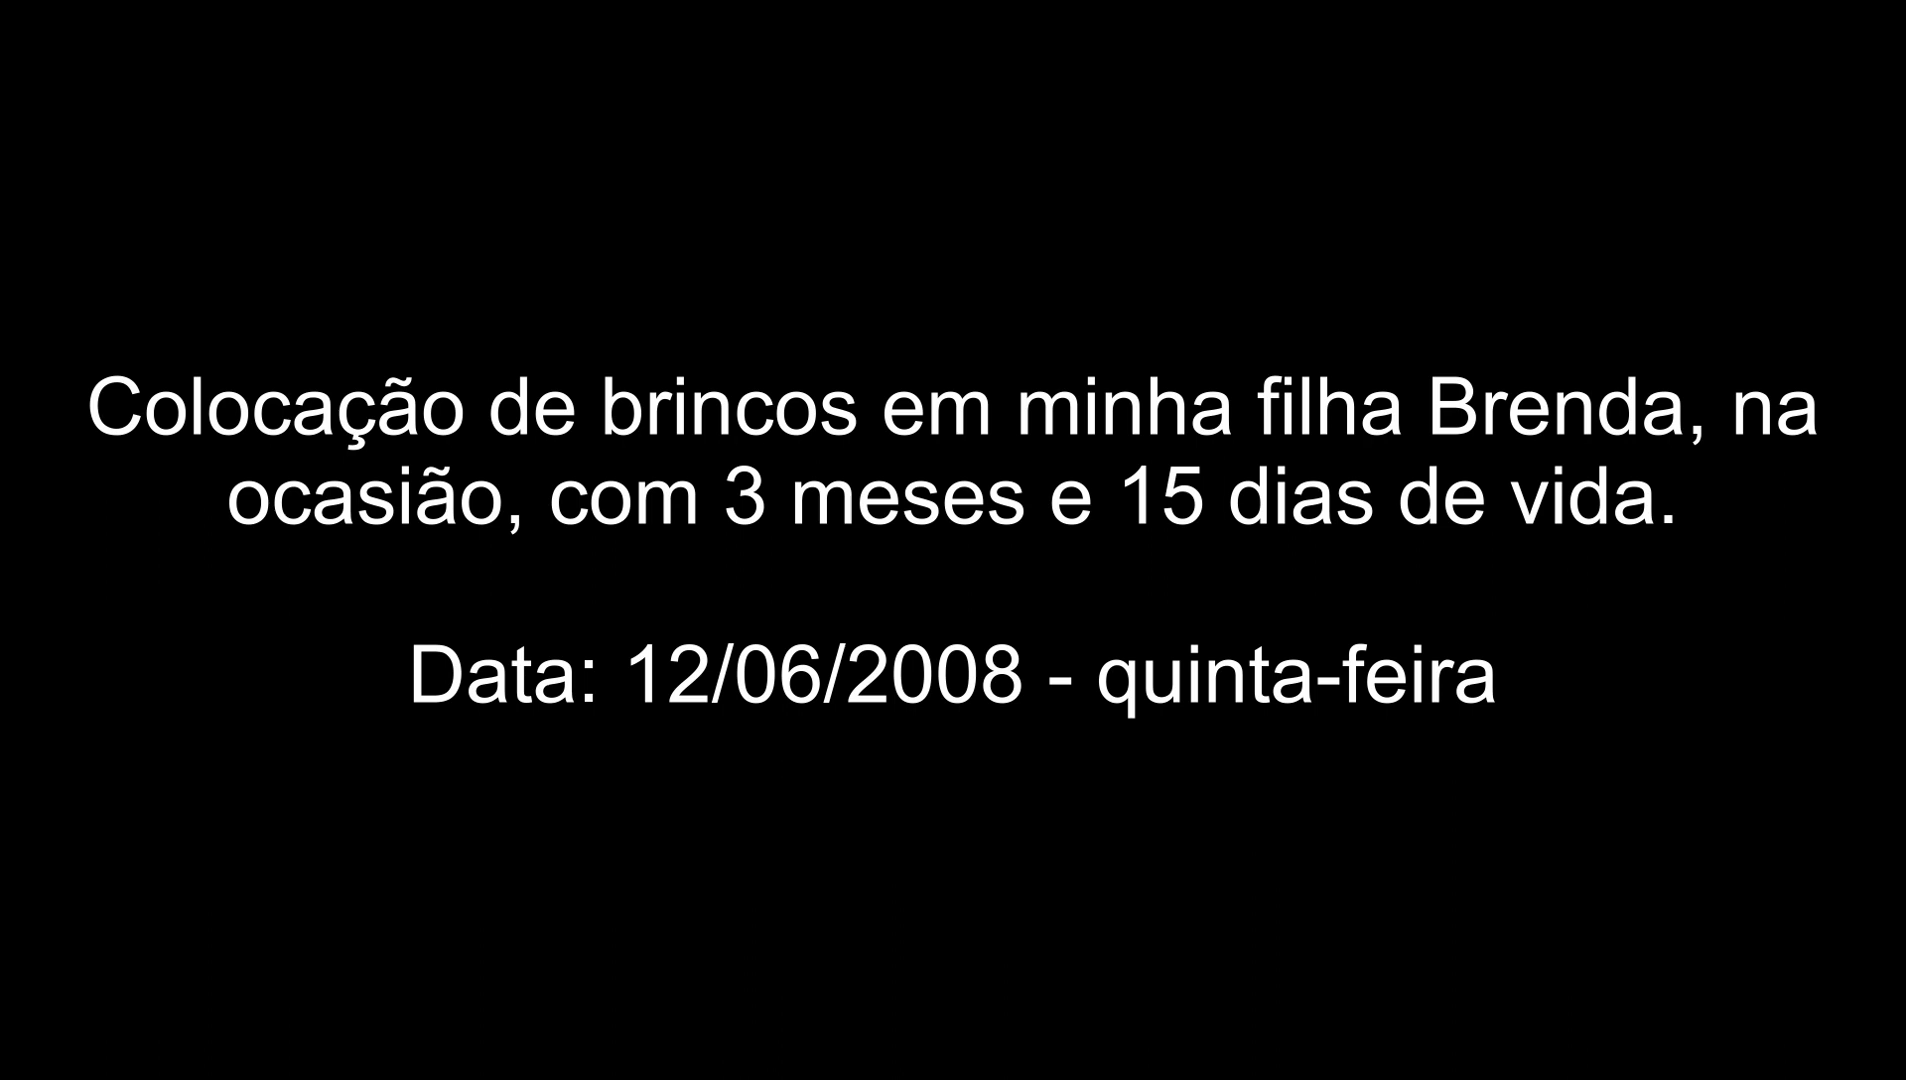 Colocação de brincos em minha filha Brenda, na
ocasião, com 3 meses e 15 dias de vida.
Data: 12/06/2008 - quinta-feira